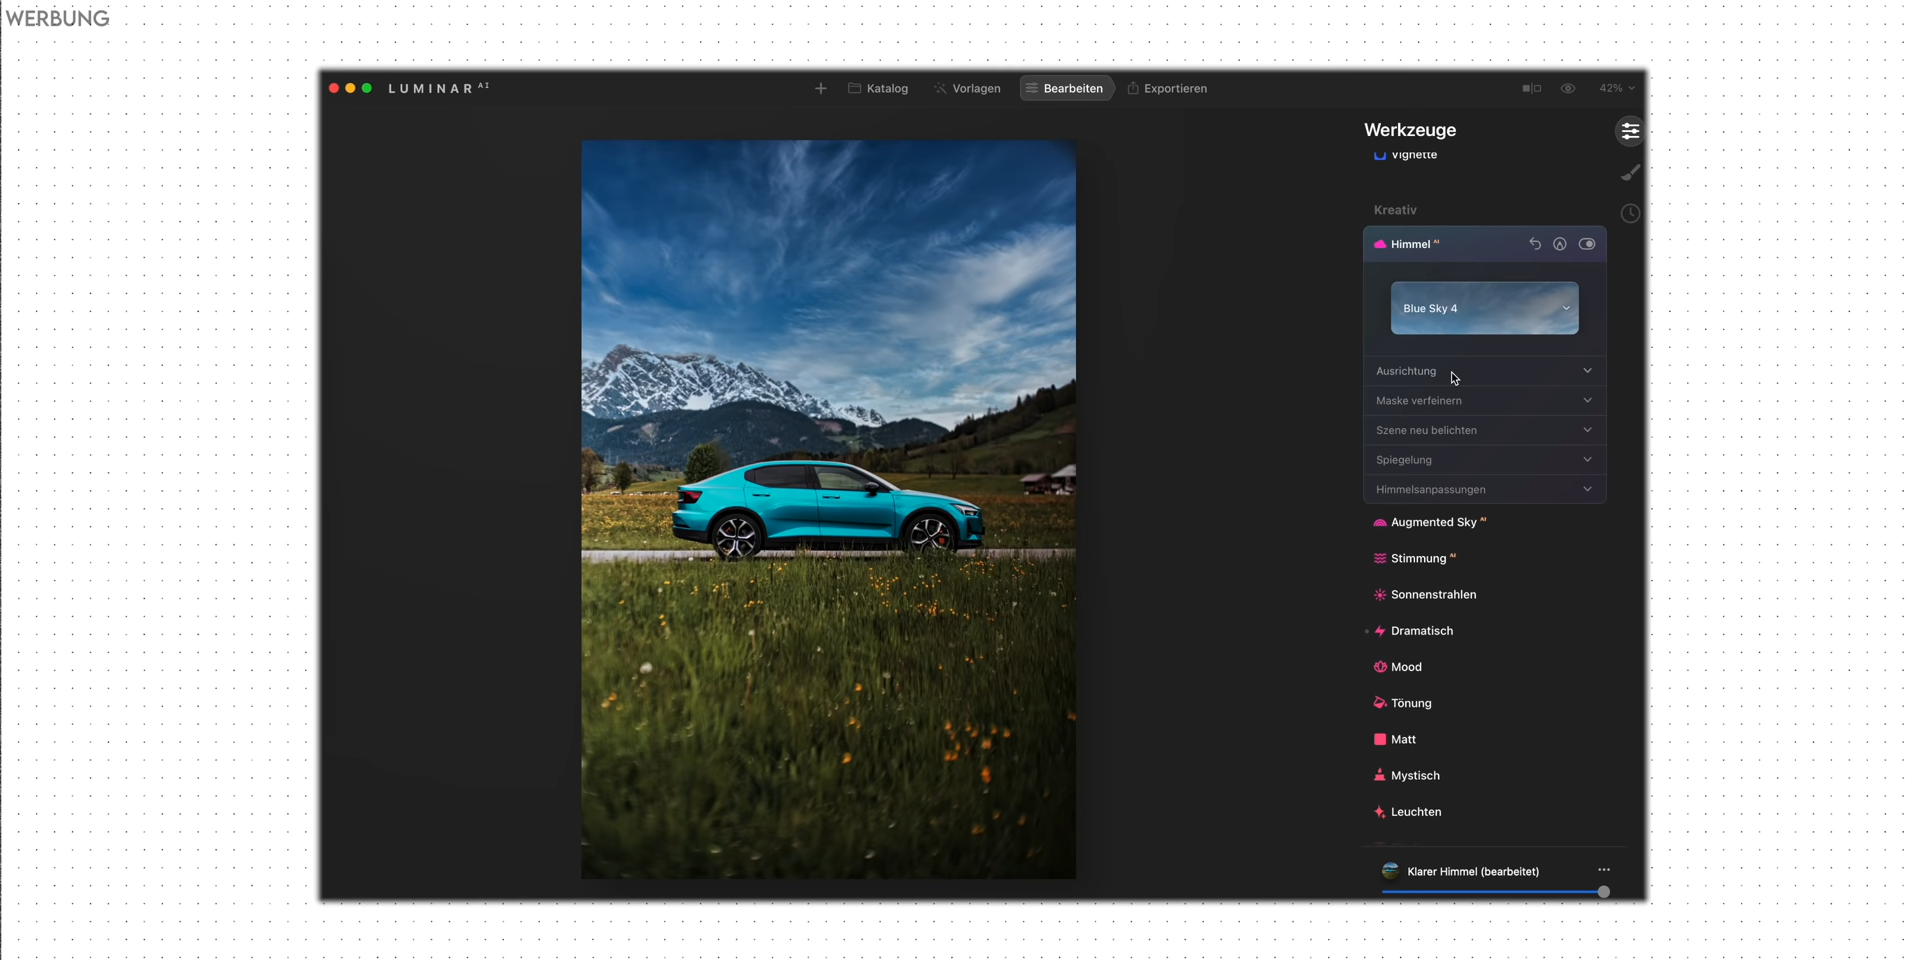 WERBUNG
LUMINAR AI
Katalog
Vorlagen
Bearbeiten
Exportieren
42%
Werkzeuge
Vignette
Kreativ
Himmel AI
Blue Sky 4
Ausrichtung
Maske verfeinern
Szene neu belichten
Spiegelung
Himmelsanpassungen
Augmented Sky AI
Stimmung AI
Sonnenstrahlen
Dramatisch
Mood
Tönung
Matt
Mystisch
Leuchten
Klarer Himmel (bearbeitet)